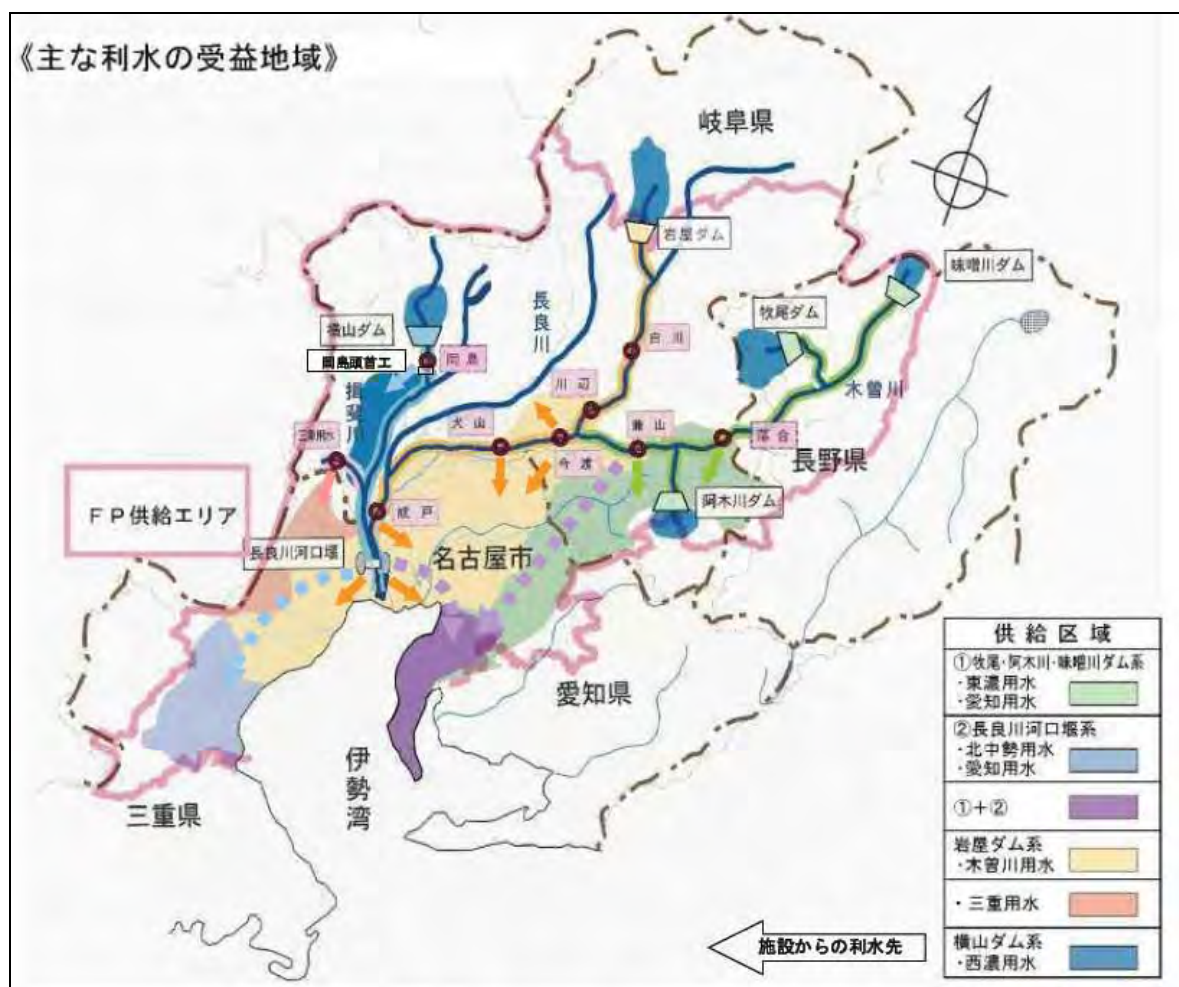 《主な利水の受益地域》
岐阜県
岩屋ダム
味噌川ダム
長良川
牧尾ダム
横山ダム
岡島
岡島頭首工
白川
木曽川
揖斐川
川辺
犬山
兼山
落合
三重用水
今渡
長野県
FP供給エリア
阿木川ダム
成戸
長良川河口堰
名古屋市
愛知県
伊勢湾
三重県
施設からの利水先
供給区域
①牧尾・阿木川・味噌川ダム系
・東濃用水
・愛知用水
②長良川河口堰系
・北中勢用水
・愛知用水
①+②
岩屋ダム系
・木曽川用水
・三重用水
横山ダム系
・西濃用水